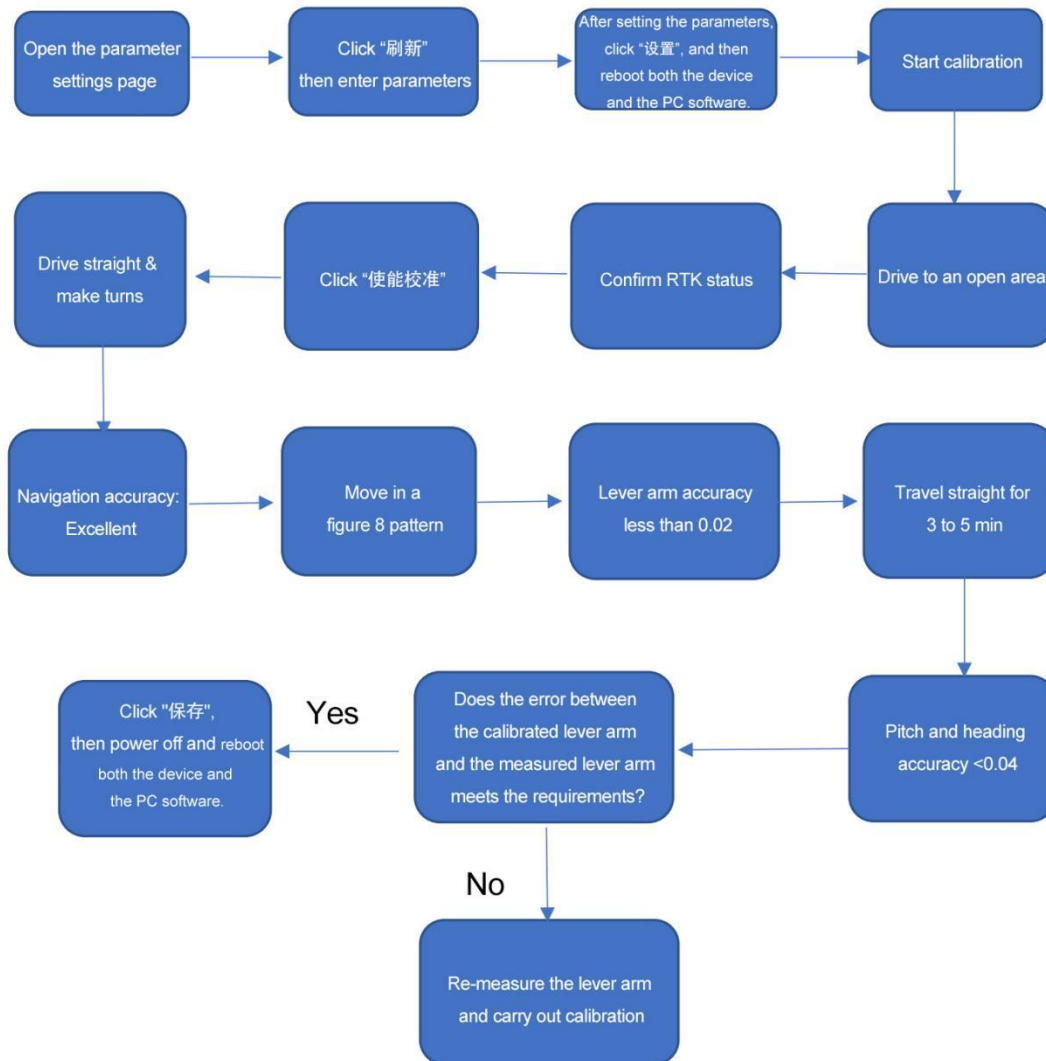 Open the parameter
settings page
Click “刷新”
then enter parameters
After setting the parameters,
click “设置”, and then
reboot both the device
and the PC software.
Start calibration
Drive to an open area
Confirm RTK status
Click “使能校准”
Drive straight &
make turns
Navigation accuracy:
Excellent
Move in a
figure 8 pattern
Lever arm accuracy
less than 0.02
Travel straight for
3 to 5 min
Pitch and heading
accuracy <0.04
Does the error between
the calibrated lever arm
and the measured lever arm
meets the requirements?
Yes
Click "保存",
then power off and reboot
both the device and
the PC software.
No
Re-measure the lever arm
and carry out calibration